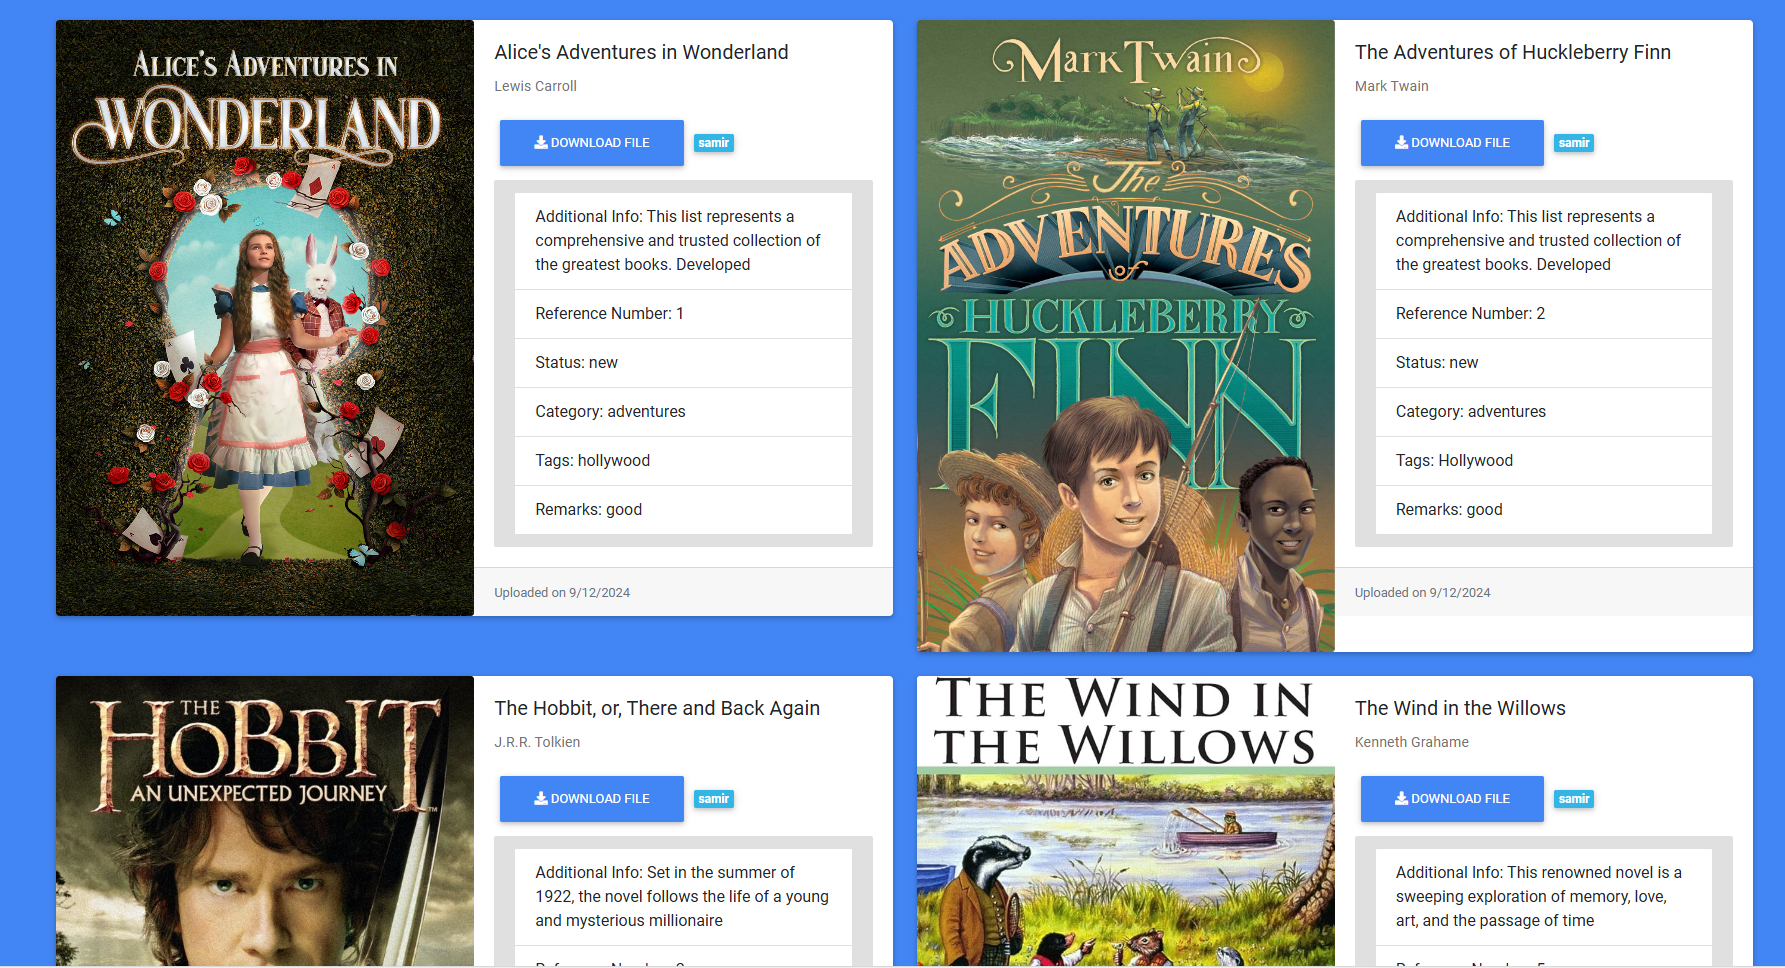 ALICE'S ADVENTURES IN
WONDERLAND
Alice's Adventures in Wonderland
Lewis Carroll
DOWNLOAD FILE
samir
Additional Info: This list represents a
comprehensive and trusted collection of
the greatest books. Developed
Reference Number: 1
Status: new
Category: adventures
Tags: hollywood
Remarks: good
Uploaded on 9/12/2024
Mark Twain
The
ADVENTURES
of
HUCKLEBERRY
FINN
The Adventures of Huckleberry Finn
Mark Twain
DOWNLOAD FILE
samir
Additional Info: This list represents a
comprehensive and trusted collection of
the greatest books. Developed
Reference Number: 2
Status: new
Category: adventures
Tags: Hollywood
Remarks: good
Uploaded on 9/12/2024
THE
HOBBIT
AN UNEXPECTED JOURNEY
The Hobbit, or, There and Back Again
J.R.R. Tolkien
DOWNLOAD FILE
samir
Additional Info: Set in the summer of
1922, the novel follows the life of a young
and mysterious millionaire
THE WIND IN
THE WILLOWS
The Wind in the Willows
Kenneth Grahame
DOWNLOAD FILE
samir
Additional Info: This renowned novel is a
sweeping exploration of memory, love,
art, and the passage of time